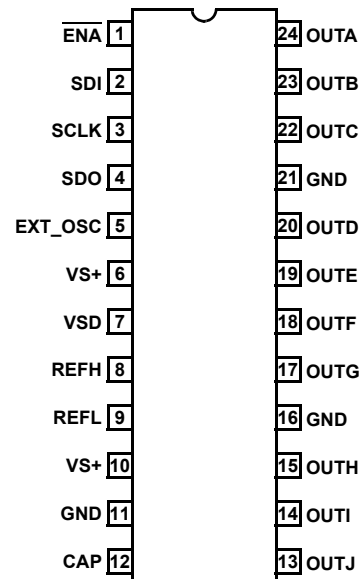 E̅N̅A̅ 1 24 OUTA
SDI 2 23 OUTB
SCLK 3 22 OUTC
SDO 4 21 GND
EXT_OSC 5 20 OUTD
VS+ 6 19 OUTE
VSD 7 18 OUTF
REFH 8 17 OUTG
REFL 9 16 GND
VS+ 10 15 OUTH
GND 11 14 OUTI
CAP 12 13 OUTJ